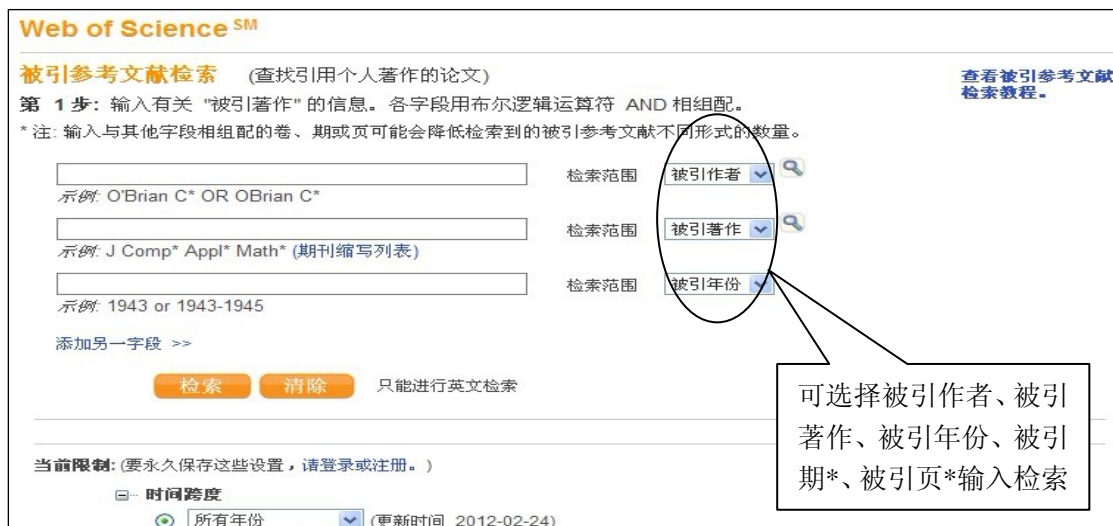 Web of Science SM
被引参考文献检索 (查找引用个人著作的论文)
查看被引参考文献
检索教程。
第 1 步: 输入有关 "被引著作" 的信息。各字段用布尔逻辑运算符 AND 相组配。
* 注: 输入与其他字段相组配的卷、期或页可能会降低检索到的被引参考文献不同形式的数量。
检索范围 被引作者
示例: O'Brian C* OR OBrian C*
检索范围 被引著作
示例: J Comp* Appl* Math* (期刊缩写列表)
检索范围 被引年份
示例: 1943 or 1943-1945
添加另一字段 >>
检索 清除 只能进行英文检索
可选择被引作者、被引
著作、被引年份、被引
期*、被引页*输入检索
当前限制: (要永久保存这些设置，请登录或注册。)
时间跨度
所有年份 (更新时间 2012-02-24)